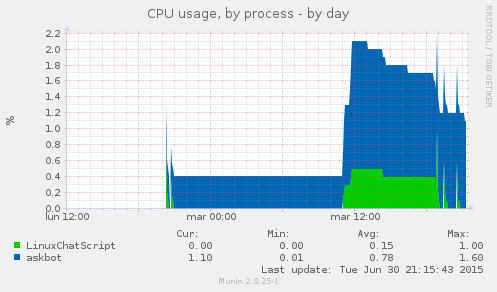 CPU usage, by process - by day
RRDTOOL / TOBI OETIKER
%
2.2
2.0
1.8
1.6
1.4
1.2
1.0
0.8
0.6
0.4
0.2
0.0
lun 12:00 mar 00:00 mar 12:00
Cur: Min: Avg: Max:
LinuxChatScript 0.00 0.00 0.15 1.00
askbot 1.10 0.01 0.78 1.60
Last update: Tue Jun 30 21:15:43 2015
Munin 2.0.25-1